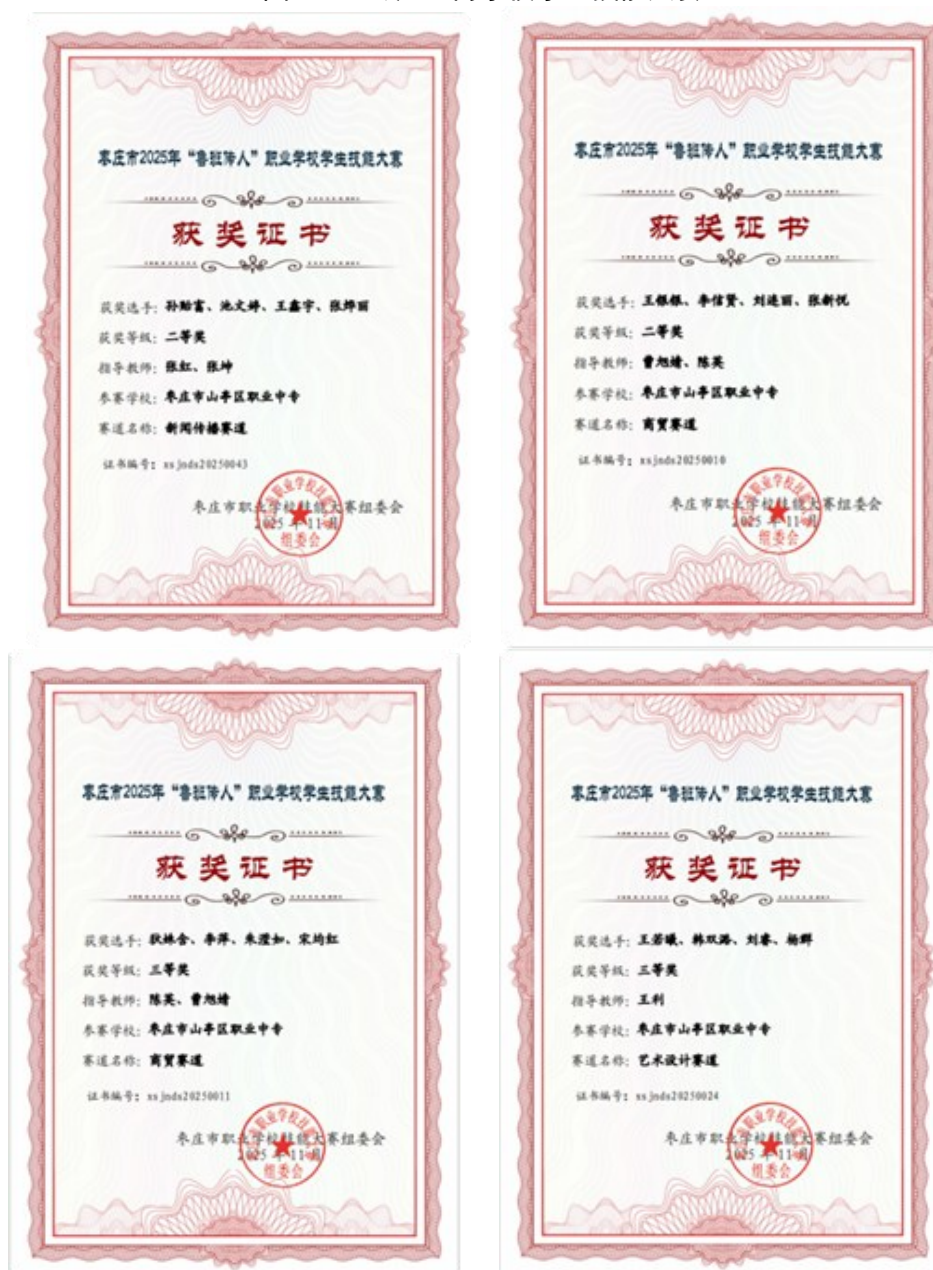 枣庄市2025年“鲁班传人”职业学校学生技能大赛
获奖证书
获奖选手：孙贻富、池文婷、王鑫宇、张烨丽
获奖等级：二等奖
指导教师：张红、张坤
参赛学校：枣庄市山亭区职业中专
赛道名称：新闻传播赛道
证书编号：xsjnds20250043
枣庄市职业学校技能大赛组委会
2025年11月
组委会
枣庄市2025年“鲁班传人”职业学校学生技能大赛
获奖证书
获奖选手：王银银、李信贤、刘连丽、张新悦
获奖等级：二等奖
指导教师：曹旭婧、陈英
参赛学校：枣庄市山亭区职业中专
赛道名称：商贸赛道
证书编号：xsjnds20250010
枣庄市职业学校技能大赛组委会
2025年11月
组委会
枣庄市2025年“鲁班传人”职业学校学生技能大赛
获奖证书
获奖选手：狄姝含、李萍、朱滢如、宋均红
获奖等级：三等奖
指导教师：陈英、曹旭婧
参赛学校：枣庄市山亭区职业中专
赛道名称：商贸赛道
证书编号：xsjnds20250011
枣庄市职业学校技能大赛组委会
2025年11月
组委会
枣庄市2025年“鲁班传人”职业学校学生技能大赛
获奖证书
获奖选手：王若曦、韩双潞、刘睿、杨群
获奖等级：三等奖
指导教师：王利
参赛学校：枣庄市山亭区职业中专
赛道名称：艺术设计赛道
证书编号：xsjnds20250024
枣庄市职业学校技能大赛组委会
2025年11月
组委会